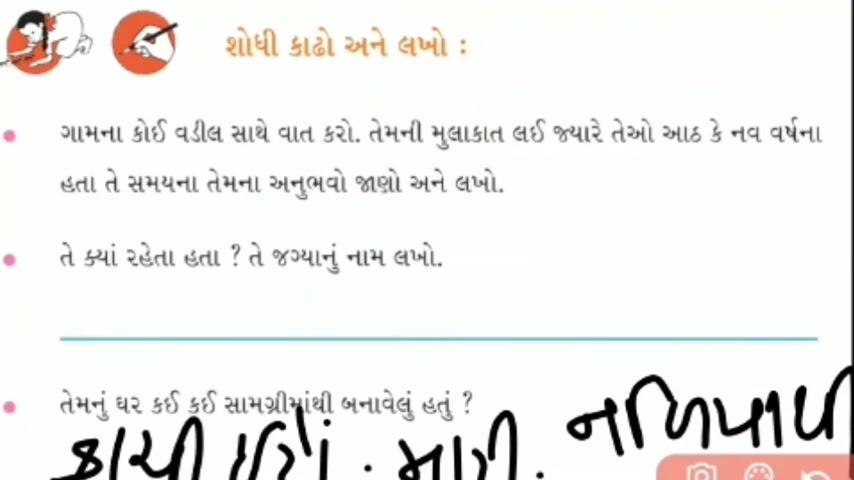 શોધી કાઢો અને લખો :
ગામના કોઈ વડીલ સાથે વાત કરો. તેમની મુલાકાત લઈ જ્યારે તેઓ આઠ કે નવ વર્ષના
હતા તે સમયના તેમના અનુભવો જાણો અને લખો.
તે ક્યાં રહેતા હતા ? તે જગ્યાનું નામ લખો.
તેમનું ઘર કઈ કઈ સામગ્રીમાંથી બનાવેલું હતું ?
કાચી ઈંટો . માટી .